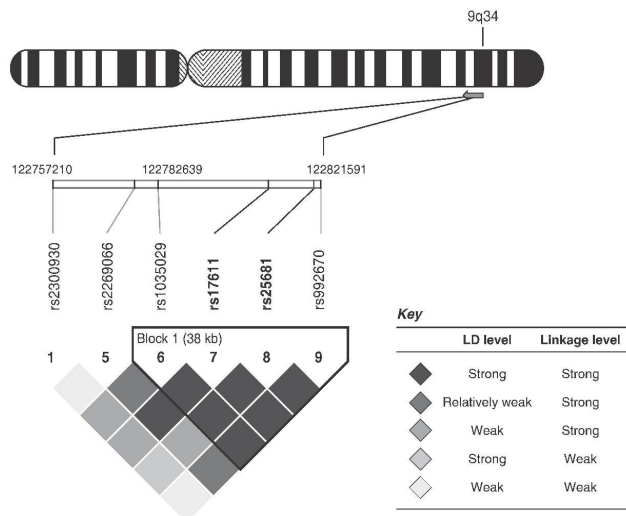 9q34
122757210 122782639 122821591
rs2300930
rs2269066
rs1035029
rs17611
rs25681
rs992670
Block 1 (38 kb)
1 5 6 7 8 9
Key
LD level Linkage level
Strong Strong
Relatively weak Strong
Weak Strong
Strong Weak
Weak Weak